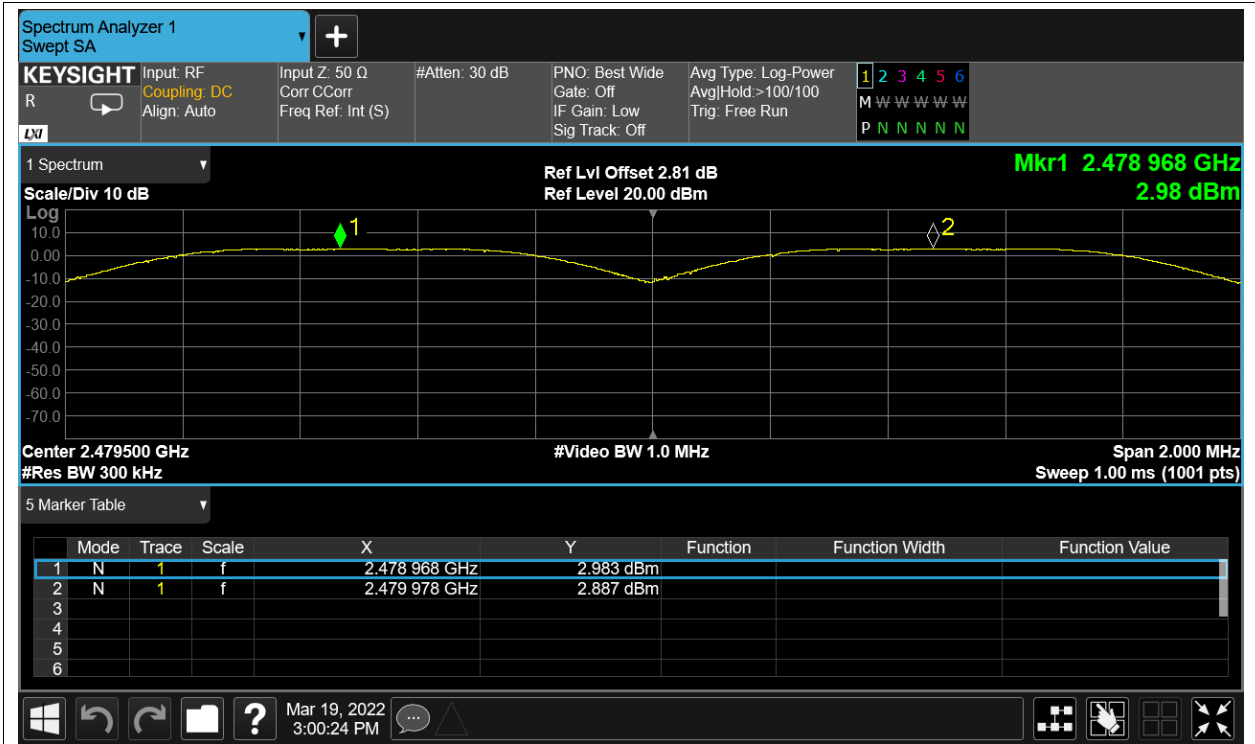 Spectrum Analyzer 1
Swept SA
+
KEYSIGHT
R
LXI
Input: RF
Coupling: DC
Align: Auto
Input Z: 50 Ω
Corr CCorr
Freq Ref: Int (S)
#Atten: 30 dB
PNO: Best Wide
Gate: Off
IF Gain: Low
Sig Track: Off
Avg Type: Log-Power
Avg|Hold:>100/100
Trig: Free Run
1 2 3 4 5 6
M W W W W W
P N N N N N
1 Spectrum
Scale/Div 10 dB
Ref Lvl Offset 2.81 dB
Ref Level 20.00 dBm
Mkr1 2.478 968 GHz
2.98 dBm
Log
10.0
0.00
-10.0
-20.0
-30.0
-40.0
-50.0
-60.0
-70.0
1
2
Center 2.479500 GHz
#Res BW 300 kHz
#Video BW 1.0 MHz
Span 2.000 MHz
Sweep 1.00 ms (1001 pts)
5 Marker Table
Mode Trace Scale X Y Function Function Width Function Value
1 N 1 f 2.478 968 GHz 2.983 dBm
2 N 1 f 2.479 978 GHz 2.887 dBm
3
4
5
6
?
Mar 19, 2022
3:00:24 PM